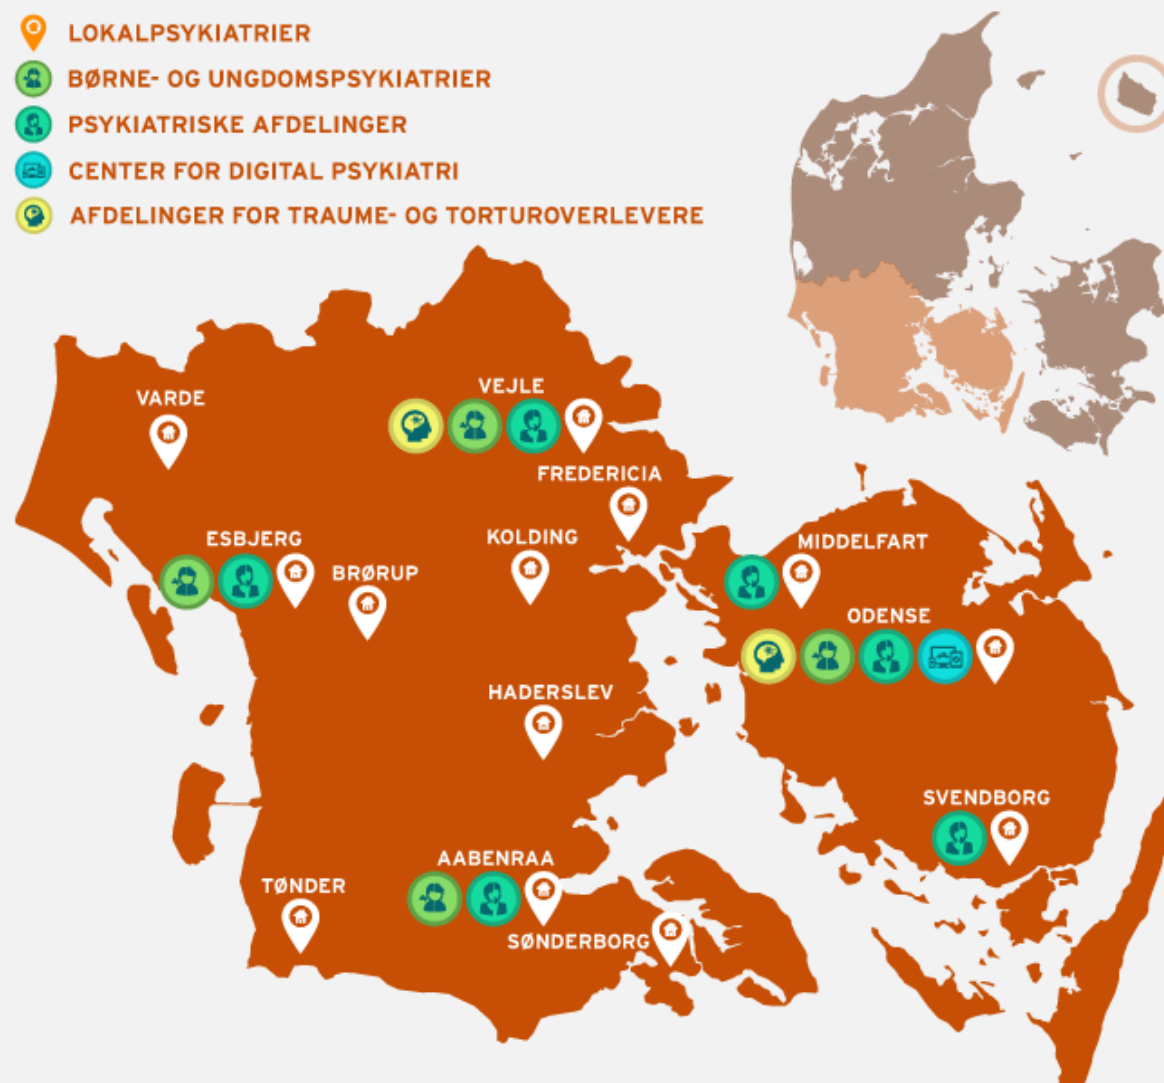 LOKALPSYKIATRIER
BØRNE- OG UNGDOMSPSYKIATRIER
PSYKIATRISKE AFDELINGER
CENTER FOR DIGITAL PSYKIATRI
AFDELINGER FOR TRAUME- OG TORTUROVERLEVERE
VARDE
VEJLE
FREDERICIA
ESBJERG
KOLDING
MIDDELFART
BRØRUP
ODENSE
HADERSLEV
SVENDBORG
AABENRAA
TØNDER
SØNDERBORG